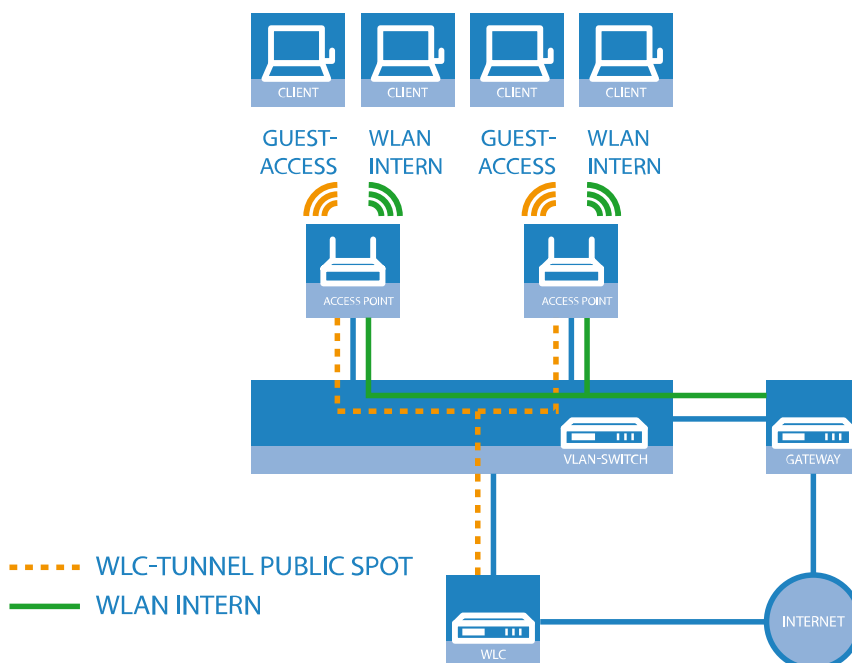 CLIENT
CLIENT
CLIENT
CLIENT
GUEST-
ACCESS
WLAN
INTERN
GUEST-
ACCESS
WLAN
INTERN
ACCESS POINT
ACCESS POINT
VLAN-SWITCH
GATEWAY
WLC-TUNNEL PUBLIC SPOT
WLAN INTERN
INTERNET
WLC